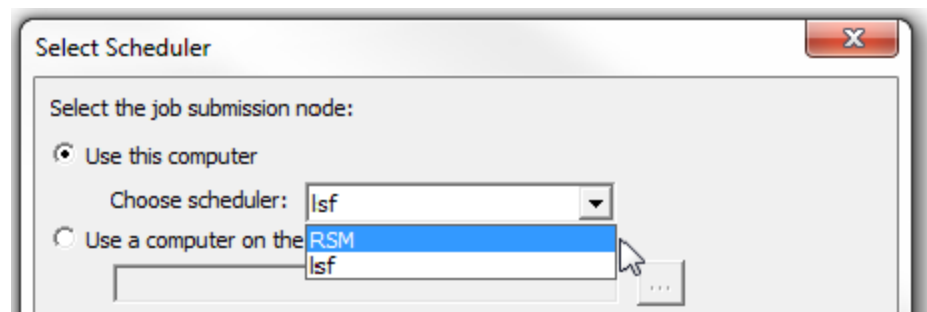 Select Scheduler
Select the job submission node:
Use this computer
Choose scheduler: lsf
Use a computer on the
RSM
lsf
...